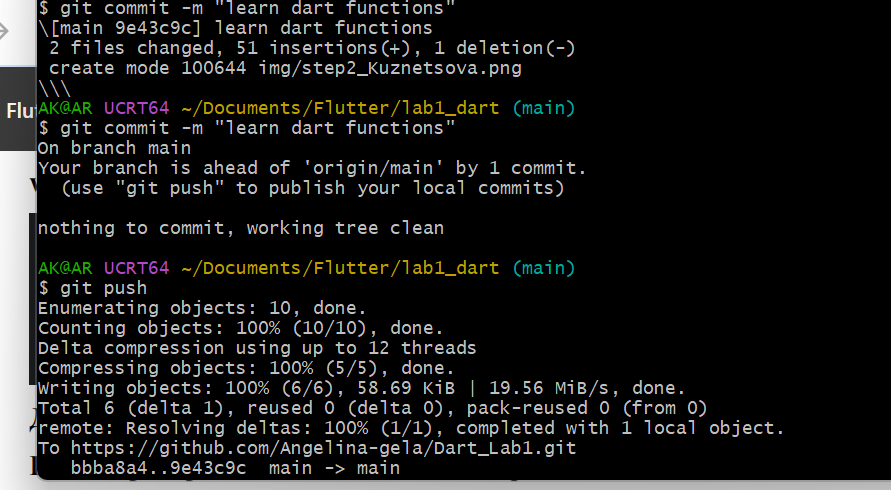 $ git commit -m "learn dart functions"
\[main 9e43c9c] learn dart functions
 2 files changed, 51 insertions(+), 1 deletion(-)
 create mode 100644 img/step2_Kuznetsova.png
\\\
AK@AR UCRT64 ~/Documents/Flutter/lab1_dart (main)
$ git commit -m "learn dart functions"
On branch main
Your branch is ahead of 'origin/main' by 1 commit.
  (use "git push" to publish your local commits)
nothing to commit, working tree clean
AK@AR UCRT64 ~/Documents/Flutter/lab1_dart (main)
$ git push
Enumerating objects: 10, done.
Counting objects: 100% (10/10), done.
Delta compression using up to 12 threads
Compressing objects: 100% (5/5), done.
Writing objects: 100% (6/6), 58.69 KiB | 19.56 MiB/s, done.
Total 6 (delta 1), reused 0 (delta 0), pack-reused 0 (from 0)
remote: Resolving deltas: 100% (1/1), completed with 1 local object.
To https://github.com/Angelina-gela/Dart_Lab1.git
   bbba8a4..9e43c9c  main -> main
Flu